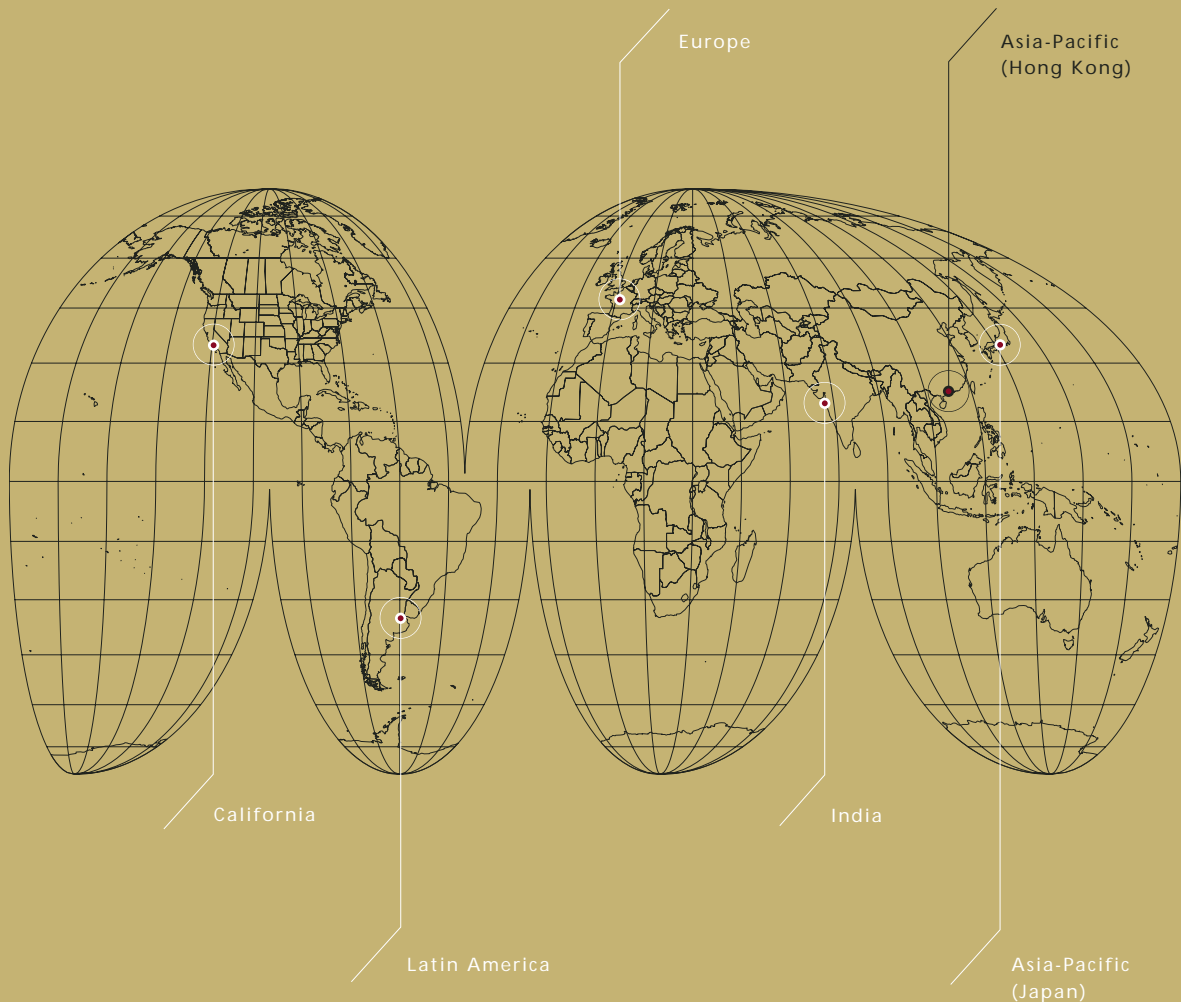 Europe
Asia-Pacific
(Hong Kong)
California
India
Latin America
Asia-Pacific
(Japan)